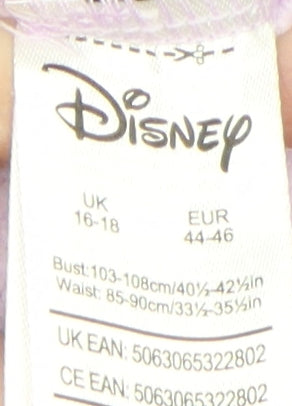 Disney
UK
16-18
EUR
44-46
Bust:103-108cm/40½-42½in
Waist: 85-90cm/33½-35½in
UK EAN: 5063065322802
CE EAN: 5063065322802